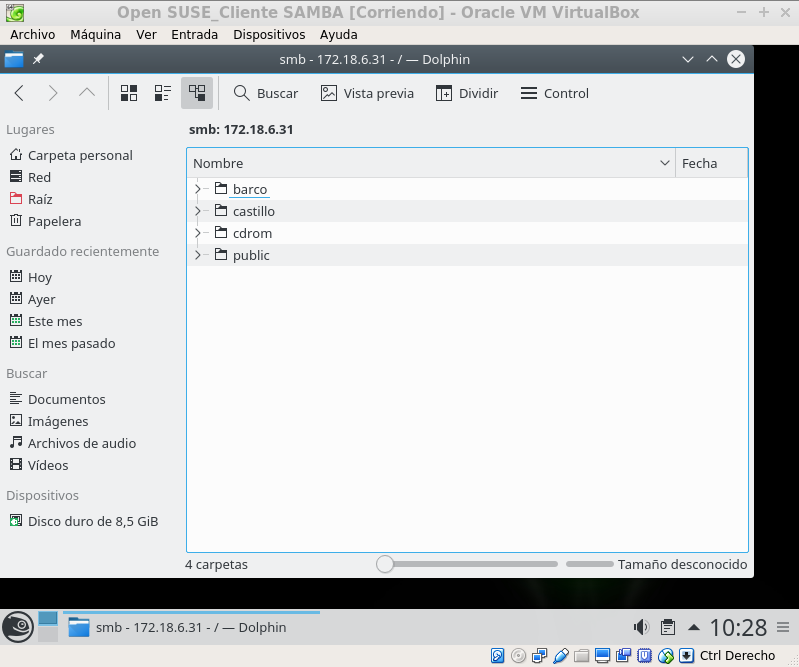 Open SUSE_Cliente SAMBA [Corriendo] - Oracle VM VirtualBox
Archivo Máquina Ver Entrada Dispositivos Ayuda
smb - 172.18.6.31 - / — Dolphin
Buscar Vista previa Dividir Control
Lugares
Carpeta personal
Red
Raíz
Papelera
Guardado recientemente
Hoy
Ayer
Este mes
El mes pasado
Buscar
Documentos
Imágenes
Archivos de audio
Vídeos
Dispositivos
Disco duro de 8,5 GiB
smb: 172.18.6.31
Nombre Fecha
barco
castillo
cdrom
public
4 carpetas Tamaño desconocido
smb - 172.18.6.31 - / — Dolphin 10:28
Ctrl Derecho